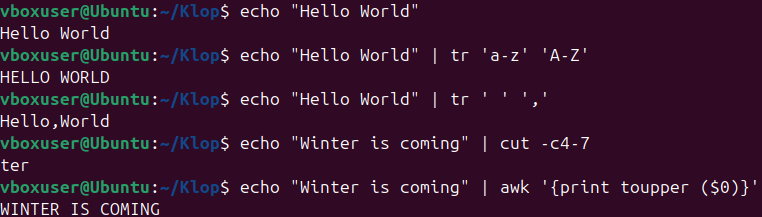 vboxuser@Ubuntu:~/Klop$ echo "Hello World"
Hello World
vboxuser@Ubuntu:~/Klop$ echo "Hello World" | tr 'a-z' 'A-Z'
HELLO WORLD
vboxuser@Ubuntu:~/Klop$ echo "Hello World" | tr ' ' ','
Hello,World
vboxuser@Ubuntu:~/Klop$ echo "Winter is coming" | cut -c4-7
ter
vboxuser@Ubuntu:~/Klop$ echo "Winter is coming" | awk '{print toupper ($0)}'
WINTER IS COMING